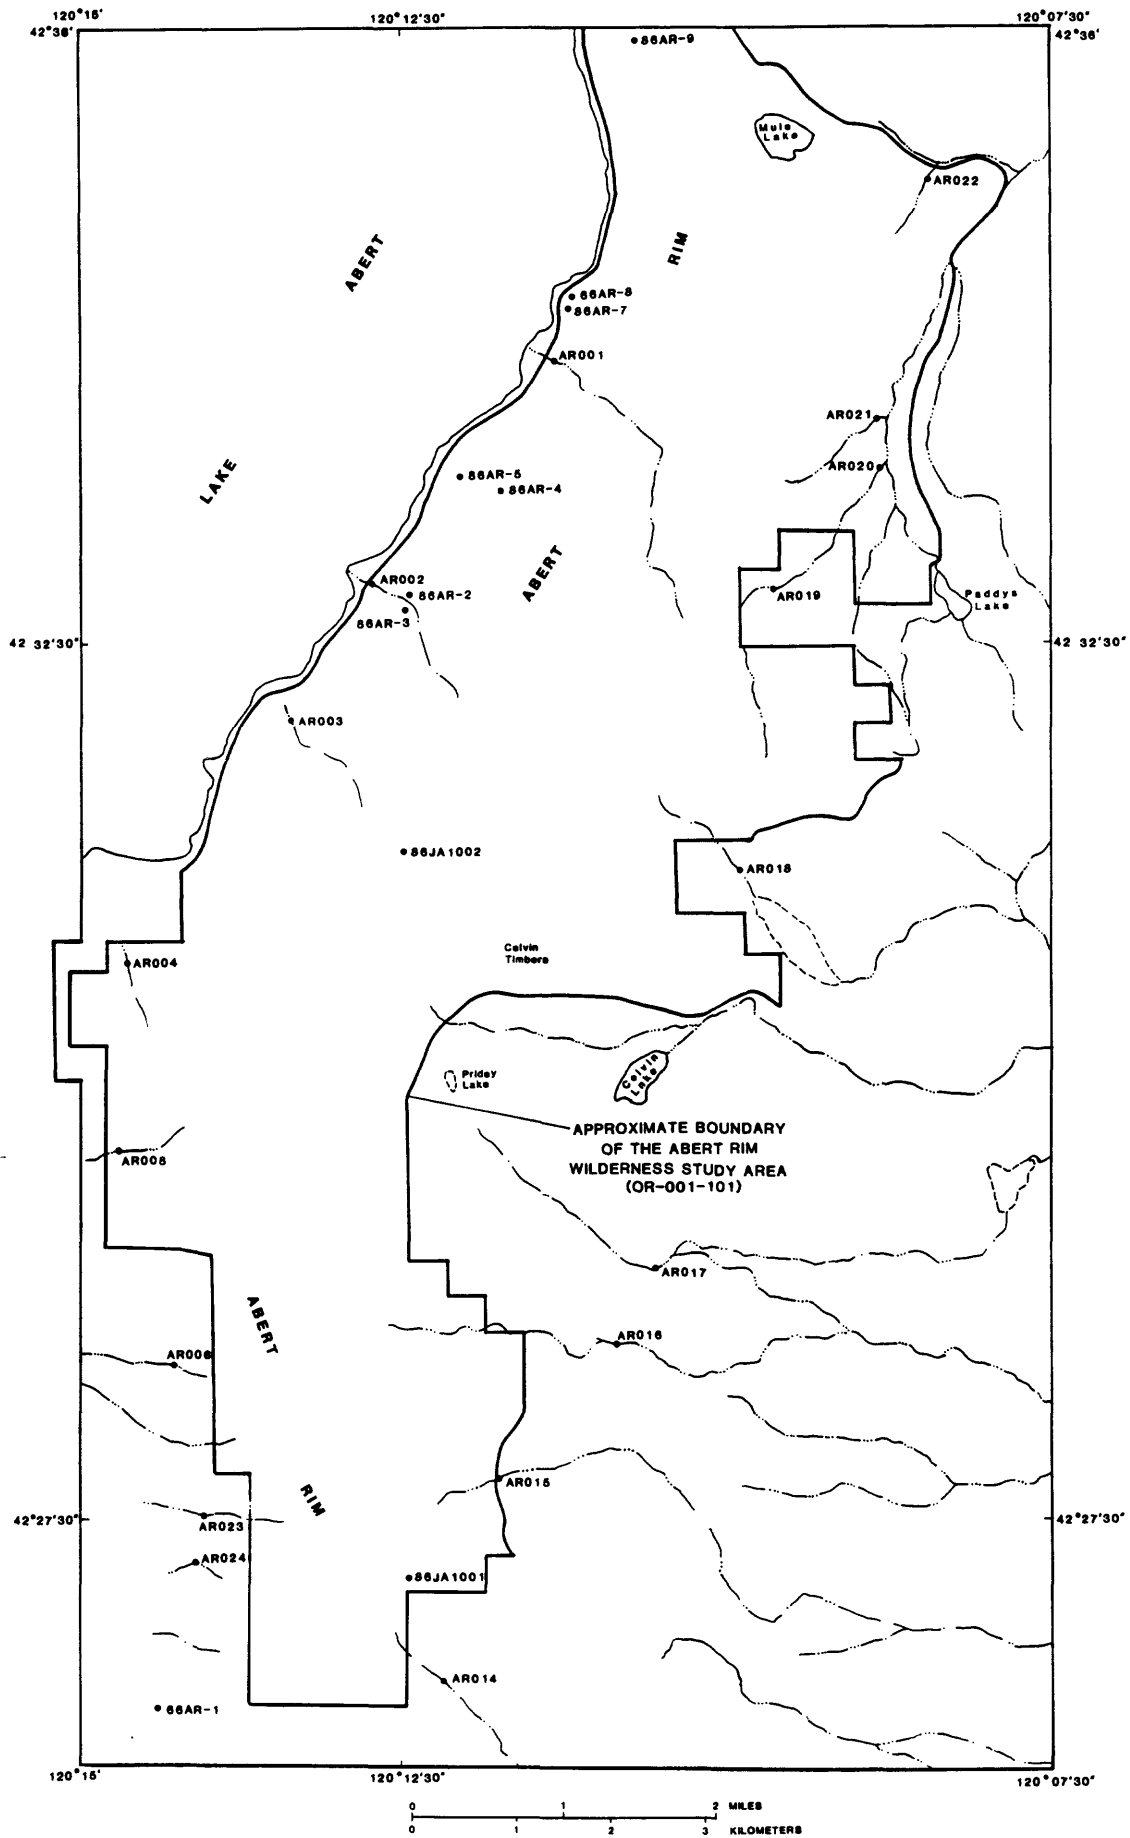 120°15'
120°12'30"
120°07'30"
42°36'
86AR-9
42°36'
Mule
Lake
AR022
ABERT
RIM
66AR-8
86AR-7
AR001
AR021
AR020
86AR-5
86AR-4
LAKE
ABERT
AR002
86AR-2
AR019
Paddys
Lake
86AR-3
42 32'30"
42°32'30"
AR003
86JA1002
AR018
Colvin
Timbers
AR004
Pridey
Lake
Colvin
Lake
APPROXIMATE BOUNDARY
OF THE ABERT RIM
WILDERNESS STUDY AREA
(OR-001-101)
AR008
AR017
ABERT
AR016
AR006
AR015
RIM
42°27'30"
AR023
42°27'30"
AR024
86JA1001
AR014
66AR-1
120°15'
120°12'30"
120°07'30"
0 1 2 MILES
0 1 2 3 KILOMETERS